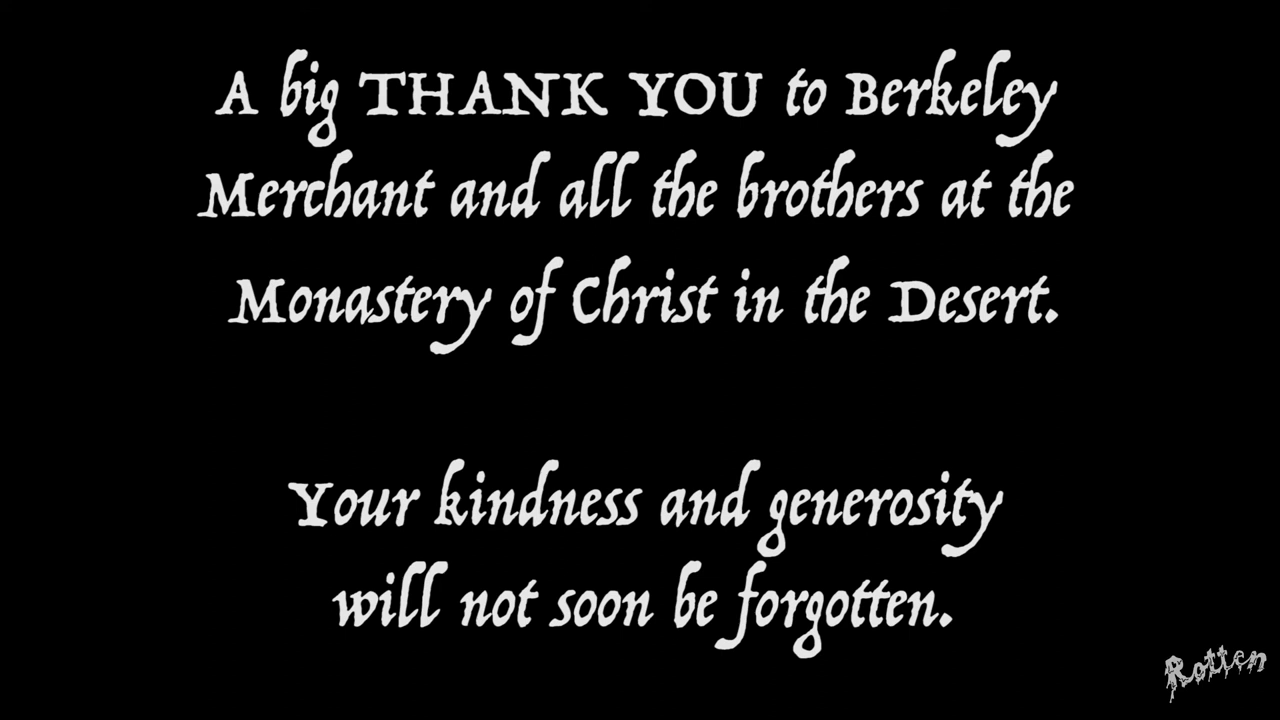 A big THANK YOU to Berkeley
Merchant and all the brothers at the
Monastery of Christ in the Desert.
Your kindness and generosity
will not soon be forgotten.
Rotten